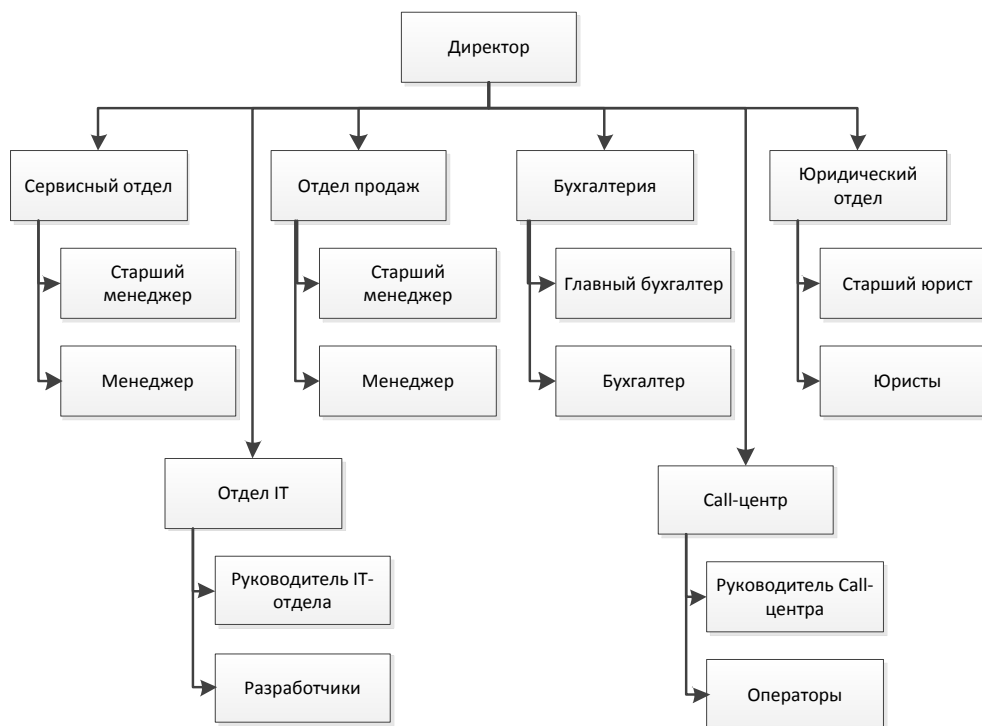 Директор
Сервисный отдел
Отдел продаж
Бухгалтерия
Юридический
отдел
Старший
менеджер
Старший
менеджер
Главный бухгалтер
Старший юрист
Менеджер
Менеджер
Бухгалтер
Юристы
Отдел IT
Call-центр
Руководитель IT-
отдела
Руководитель Call-
центра
Разработчики
Операторы